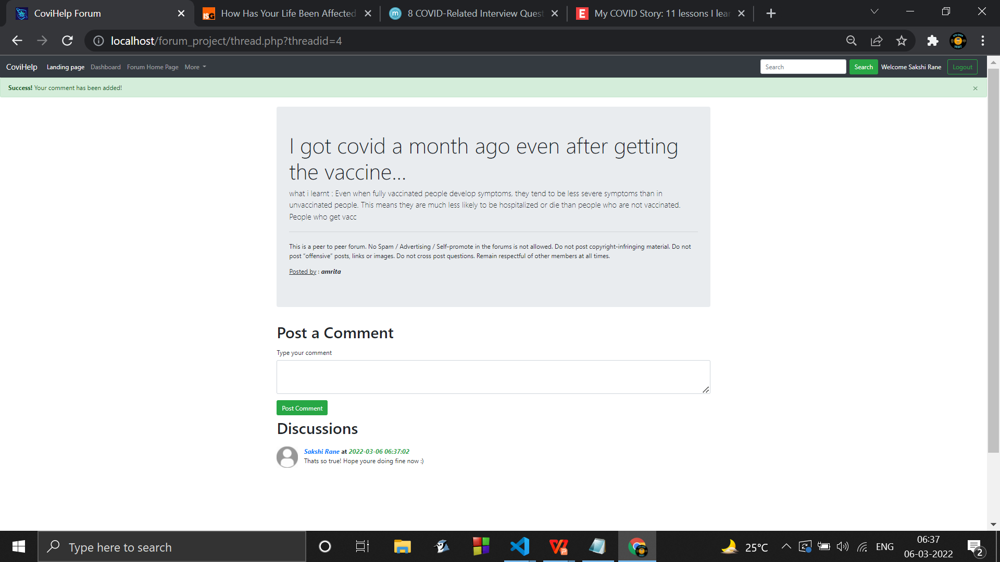 CoviHelp Forum
How Has Your Life Been Affected
8 COVID-Related Interview Quest
My COVID Story: 11 lessons I lear
localhost/forum_project/thread.php?threadid=4
CoviHelp Landing page Dashboard Forum Home Page More Search Search Welcome Sakshi Rane Logout
Success! Your comment has been added! ×
I got covid a month ago even after getting
the vaccine...
what i learnt : Even when fully vaccinated people develop symptoms, they tend to be less severe symptoms than in
unvaccinated people. This means they are much less likely to be hospitalized or die than people who are not vaccinated.
People who get vacc
This is a peer to peer forum. No Spam / Advertising / Self-promote in the forums is not allowed. Do not post copyright-infringing material. Do not
post “offensive” posts, links or images. Do not cross post questions. Remain respectful of other members at all times.
Posted by : amrita
Post a Comment
Type your comment
Post Comment
Discussions
Sakshi Rane at 2022-03-06 06:37:02
Thats so true! Hope youre doing fine now :)
Type here to search
25°C
ENG
06:37
06-03-2022
2